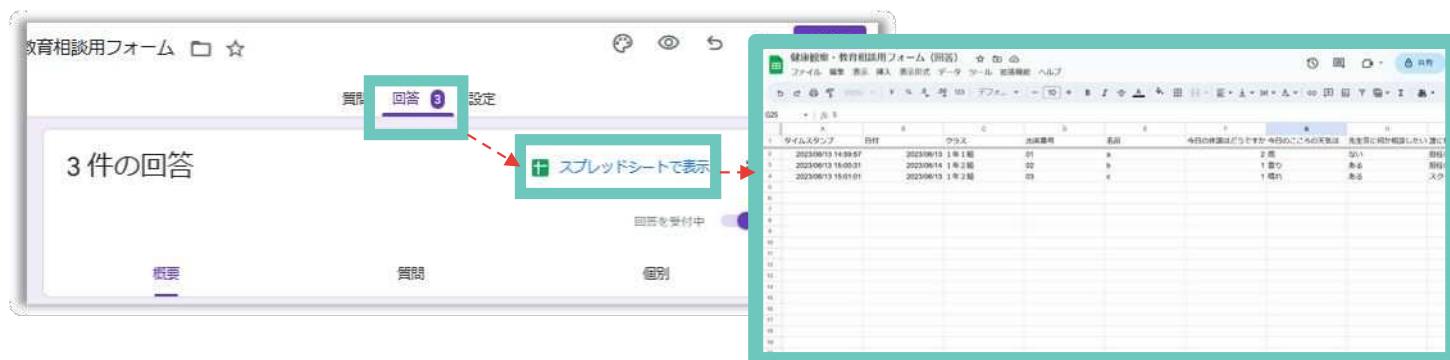 教育相談用フォーム
質問 回答 3 設定
3 件の回答
スプレッドシートで表示
回答を受付中
概要 質問 個別
健康観察・教育相談用フォーム（回答）
ファイル 編集 表示 挿入 表示形式 データ ツール 拡張機能 ヘルプ
共有
G25
タイムスタンプ 日付 クラス 出席番号 名前 今日の体調はどうですか 今日のこころの天気は 先生方に何か相談したい
2023/06/13 14:59:57 2023/06/13 1年1組 01 a 2 雨 ない
2023/06/13 15:00:31 2023/06/14 1年2組 02 b 1 曇り ある
2023/06/13 15:01:01 2023/06/13 1年2組 03 c 1 晴れ ある